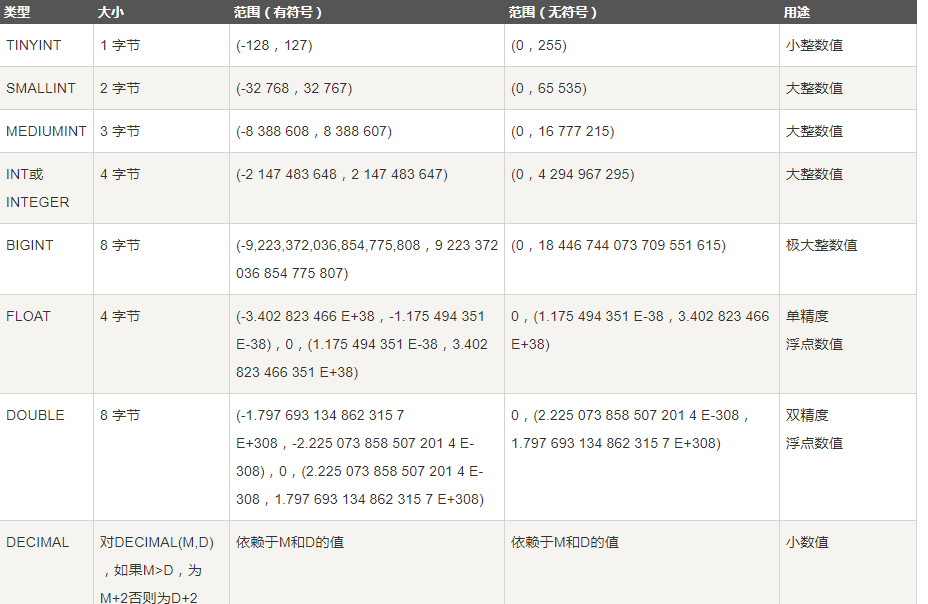 类型 大小 范围（有符号） 范围（无符号） 用途
TINYINT 1 字节 (-128，127) (0，255) 小整数值
SMALLINT 2 字节 (-32 768，32 767) (0，65 535) 大整数值
MEDIUMINT 3 字节 (-8 388 608，8 388 607) (0，16 777 215) 大整数值
INT或 4 字节 (-2 147 483 648，2 147 483 647) (0，4 294 967 295) 大整数值
INTEGER
BIGINT 8 字节 (-9,223,372,036,854,775,808，9 223 372 (0，18 446 744 073 709 551 615) 极大整数值
036 854 775 807)
FLOAT 4 字节 (-3.402 823 466 E+38，-1.175 494 351 0，(1.175 494 351 E-38，3.402 823 466 单精度
E-38)，0，(1.175 494 351 E-38，3.402 E+38) 浮点数值
823 466 351 E+38)
DOUBLE 8 字节 (-1.797 693 134 862 315 7 0，(2.225 073 858 507 201 4 E-308， 双精度
E+308，-2.225 073 858 507 201 4 E- 1.797 693 134 862 315 7 E+308) 浮点数值
308)，0，(2.225 073 858 507 201 4 E-
308，1.797 693 134 862 315 7 E+308)
DECIMAL 对DECIMAL(M,D) 依赖于M和D的值 依赖于M和D的值 小数值
，如果M>D，为
M+2否则为D+2